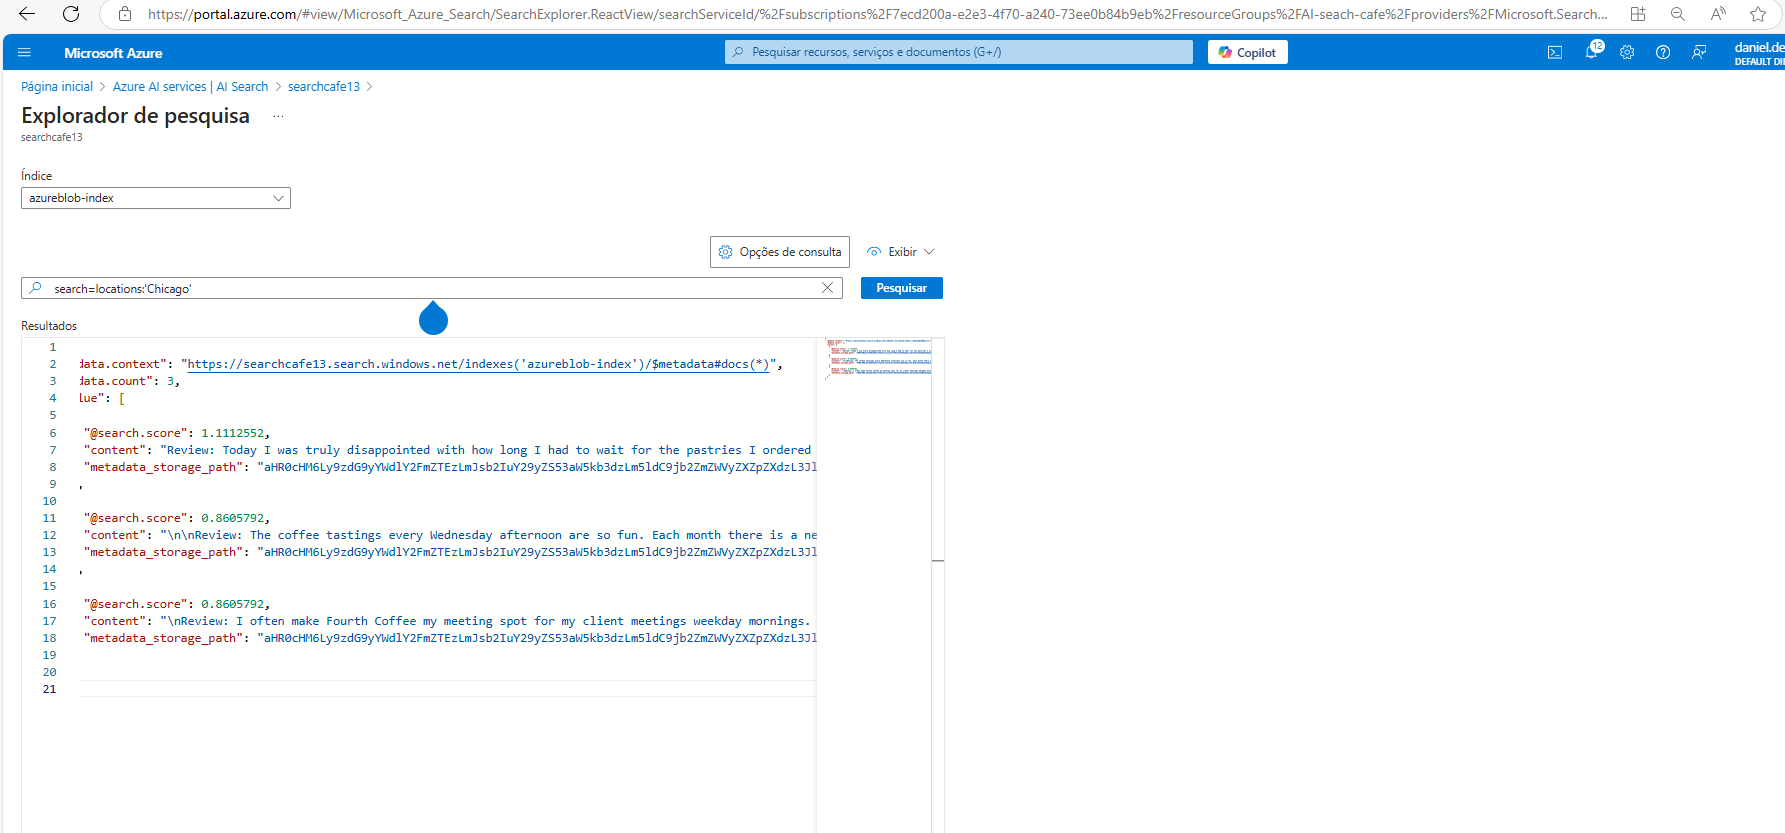 https://portal.azure.com/#view/Microsoft_Azure_Search/SearchExplorer.ReactView/searchServiceId/%2Fsubscriptions%2F7ecd200a-e2e3-4f70-a240-73ee0b84b9eb%2FresourceGroups%2FAI-seach-cafe%2Fproviders%2FMicrosoft.Search...
Microsoft Azure
Pesquisar recursos, serviços e documentos (G+/)
Copilot
12
daniel.de
DEFAULT DI
Página inicial > Azure AI services | AI Search > searchcafe13 >
Explorador de pesquisa ...
searchcafe13
Índice
azureblob-index
Opções de consulta
Exibir
search=locations:'Chicago'
Pesquisar
Resultados
1
2 data.context": "https://searchcafe13.search.windows.net/indexes('azureblob-index')/$metadata#docs(*)",
3 data.count": 3,
4 lue": [
5
6 "@search.score": 1.1112552,
7 "content": "Review: Today I was truly disappointed with how long I had to wait for the pastries I ordered
8 "metadata_storage_path": "aHR0cHM6Ly9zdG9yYWdlY2FmZTEzLmJsb2IuY29yZS53aW5kb3dzLm5ldC9jb2ZmZWVyZXZpZXdzL3Jl
9 ,
10
11 "@search.score": 0.8605792,
12 "content": "\n\nReview: The coffee tastings every Wednesday afternoon are so fun. Each month there is a ne
13 "metadata_storage_path": "aHR0cHM6Ly9zdG9yYWdlY2FmZTEzLmJsb2IuY29yZS53aW5kb3dzLm5ldC9jb2ZmZWVyZXZpZXdzL3Jl
14 ,
15
16 "@search.score": 0.8605792,
17 "content": "\nReview: I often make Fourth Coffee my meeting spot for my client meetings weekday mornings.
18 "metadata_storage_path": "aHR0cHM6Ly9zdG9yYWdlY2FmZTEzLmJsb2IuY29yZS53aW5kb3dzLm5ldC9jb2ZmZWVyZXZpZXdzL3Jl
19
20
21